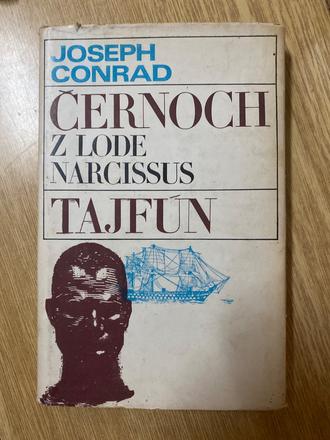 JOSEPH
CONRAD
ČERNOCH
Z LODE
NARCISSUS
TAJFÚN